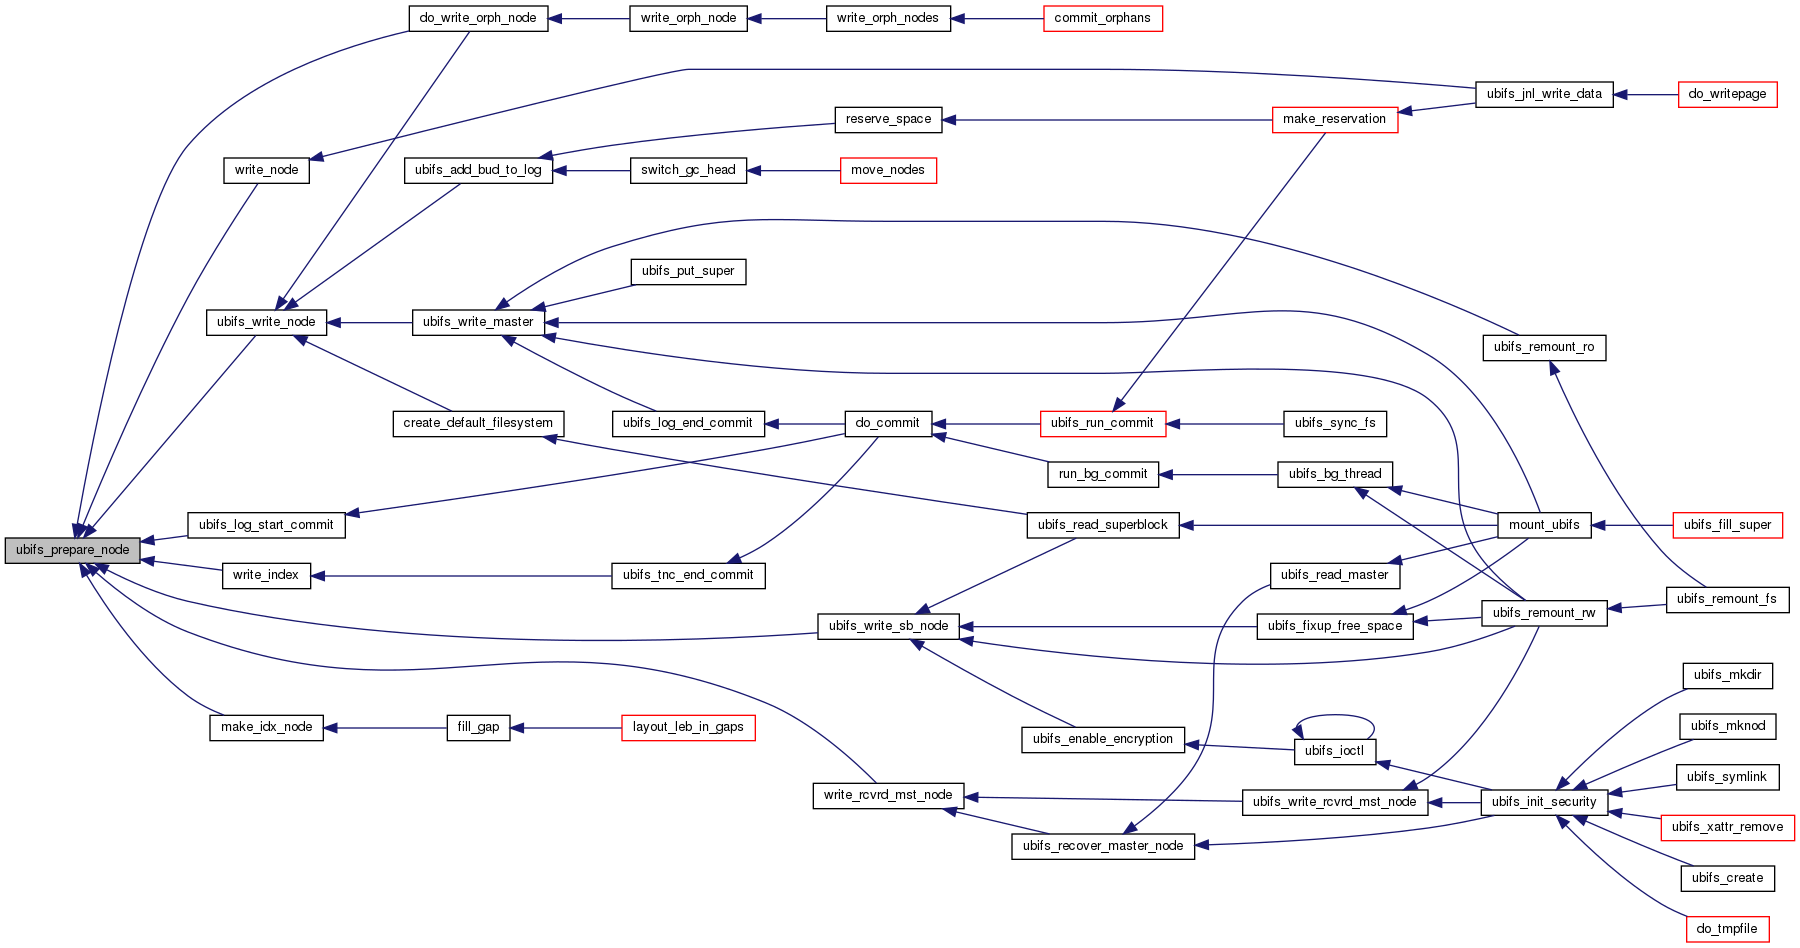 do_write_orph_node
write_orph_node
write_orph_nodes
commit_orphans
ubifs_jnl_write_data
do_writepage
reserve_space
make_reservation
write_node
ubifs_add_bud_to_log
switch_gc_head
move_nodes
ubifs_put_super
ubifs_write_node
ubifs_write_master
ubifs_remount_ro
create_default_filesystem
ubifs_log_end_commit
do_commit
ubifs_run_commit
ubifs_sync_fs
run_bg_commit
ubifs_bg_thread
ubifs_log_start_commit
ubifs_read_superblock
mount_ubifs
ubifs_fill_super
ubifs_prepare_node
write_index
ubifs_tnc_end_commit
ubifs_read_master
ubifs_remount_fs
ubifs_write_sb_node
ubifs_fixup_free_space
ubifs_remount_rw
ubifs_mkdir
make_idx_node
fill_gap
layout_leb_in_gaps
ubifs_mknod
ubifs_enable_encryption
ubifs_ioctl
ubifs_symlink
write_rcvrd_mst_node
ubifs_write_rcvrd_mst_node
ubifs_init_security
ubifs_xattr_remove
ubifs_recover_master_node
ubifs_create
do_tmpfile